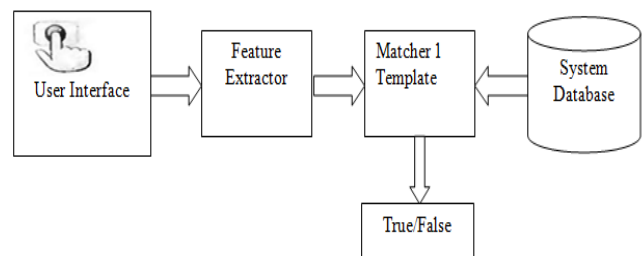 User Interface
Feature
Extractor
Matcher 1
Template
System
Database
True/False